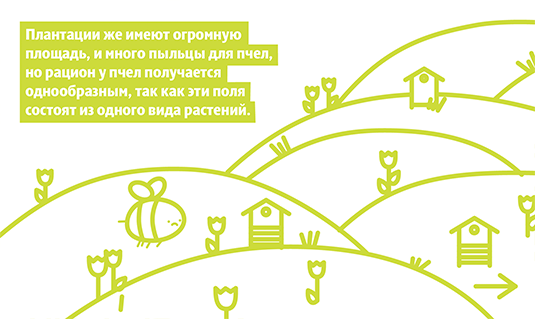 Плантации же имеют огромную
площадь, и много пыльцы для пчел,
но рацион у пчел получается
однообразным, так как эти поля
состоят из одного вида растений.